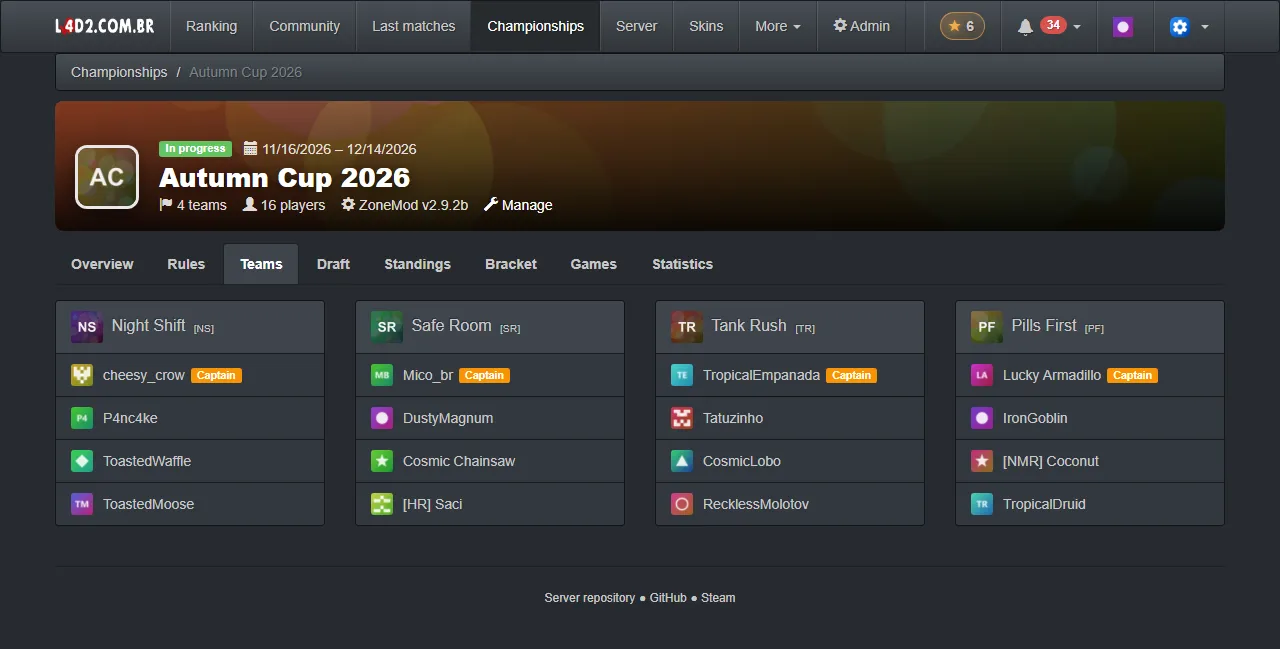 L4D2.COM.BR Ranking Community Last matches Championships Server Skins More Admin 6 34
Championships / Autumn Cup 2026
In progress 11/16/2026 – 12/14/2026
AC
Autumn Cup 2026
4 teams 16 players ZoneMod v2.9.2b Manage
Overview Rules Teams Draft Standings Bracket Games Statistics
NS Night Shift [NS]
cheesy_crow Captain
P4 P4nc4ke
ToastedWaffle
TM ToastedMoose
SR Safe Room [SR]
MB Mico_br Captain
DustyMagnum
Cosmic Chainsaw
[HR] Saci
TR Tank Rush [TR]
TE TropicalEmpanada Captain
Tatuzinho
CosmicLobo
RecklessMolotov
PF Pills First [PF]
LA Lucky Armadillo Captain
IronGoblin
[NMR] Coconut
TR TropicalDruid
Server repository ● GitHub ● Steam